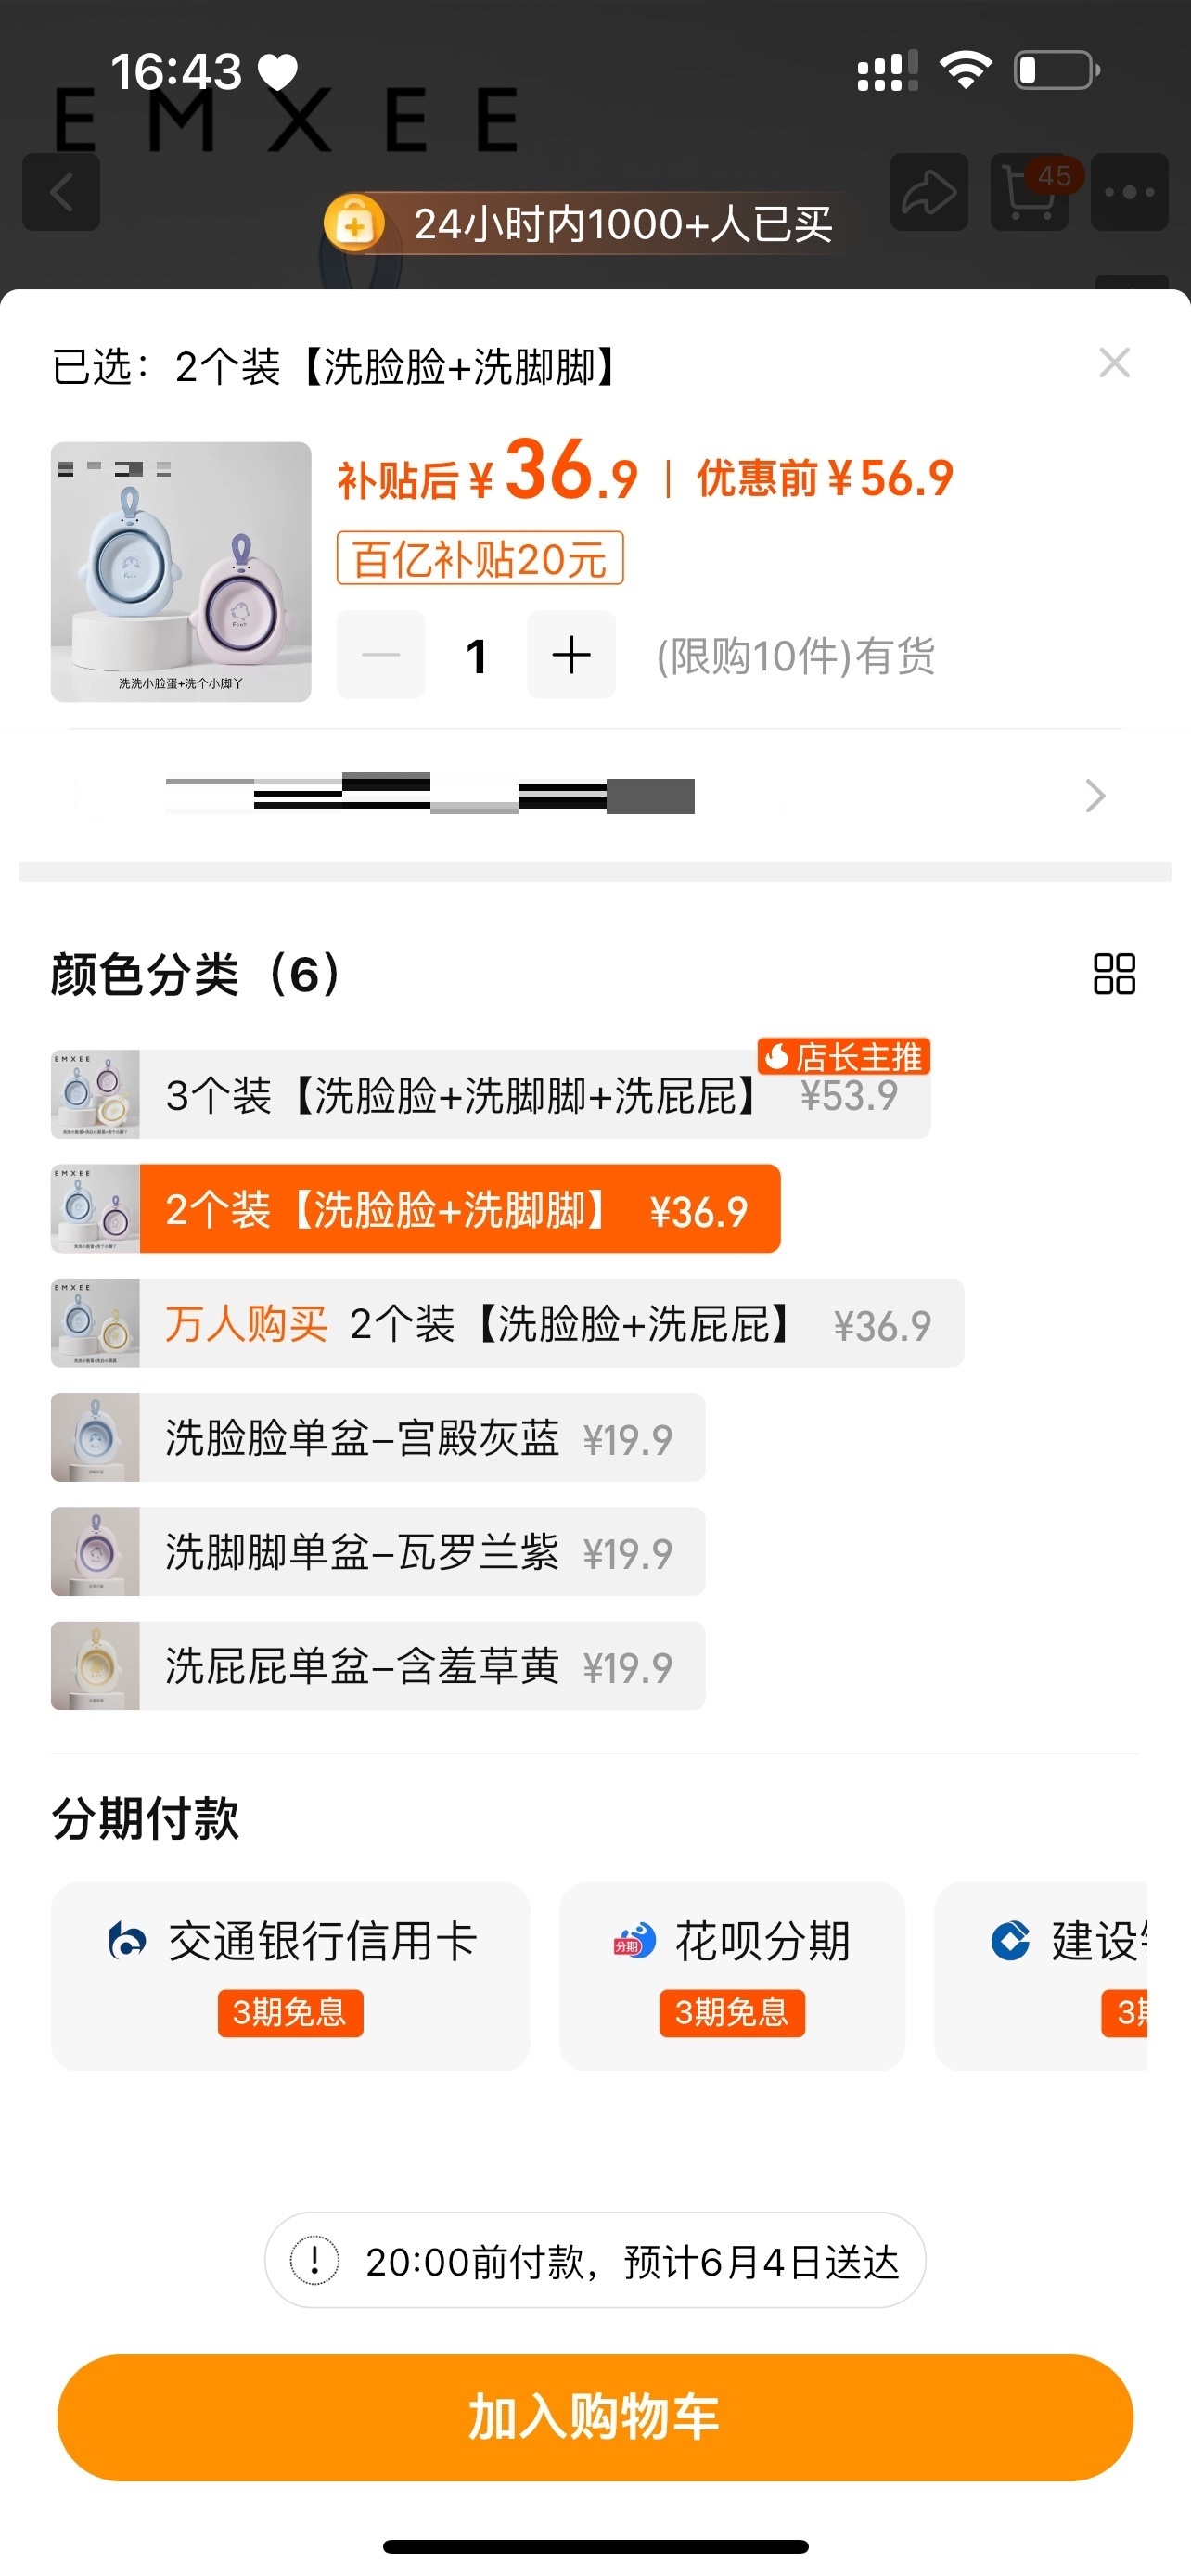 16:43
EMXEE
45
24小时内1000+人已买
已选：2个装【洗脸脸+洗脚脚】
补贴后¥36.9 | 优惠前¥56.9
百亿补贴20元
洗洗小脸蛋+洗个小脚丫
1 (限购10件)有货
颜色分类（6）
店长主推
EMXEE
3个装【洗脸脸+洗脚脚+洗屁屁】 ¥53.9
EMXEE
2个装【洗脸脸+洗脚脚】 ¥36.9
EMXEE
万人购买 2个装【洗脸脸+洗屁屁】 ¥36.9
洗脸脸单盆-宫殿灰蓝 ¥19.9
洗脚脚单盆-瓦罗兰紫 ¥19.9
洗屁屁单盆-含羞草黄 ¥19.9
分期付款
交通银行信用卡 分期 花呗分期 建设
3期免息 3期免息 3
20:00前付款，预计6月4日送达
加入购物车